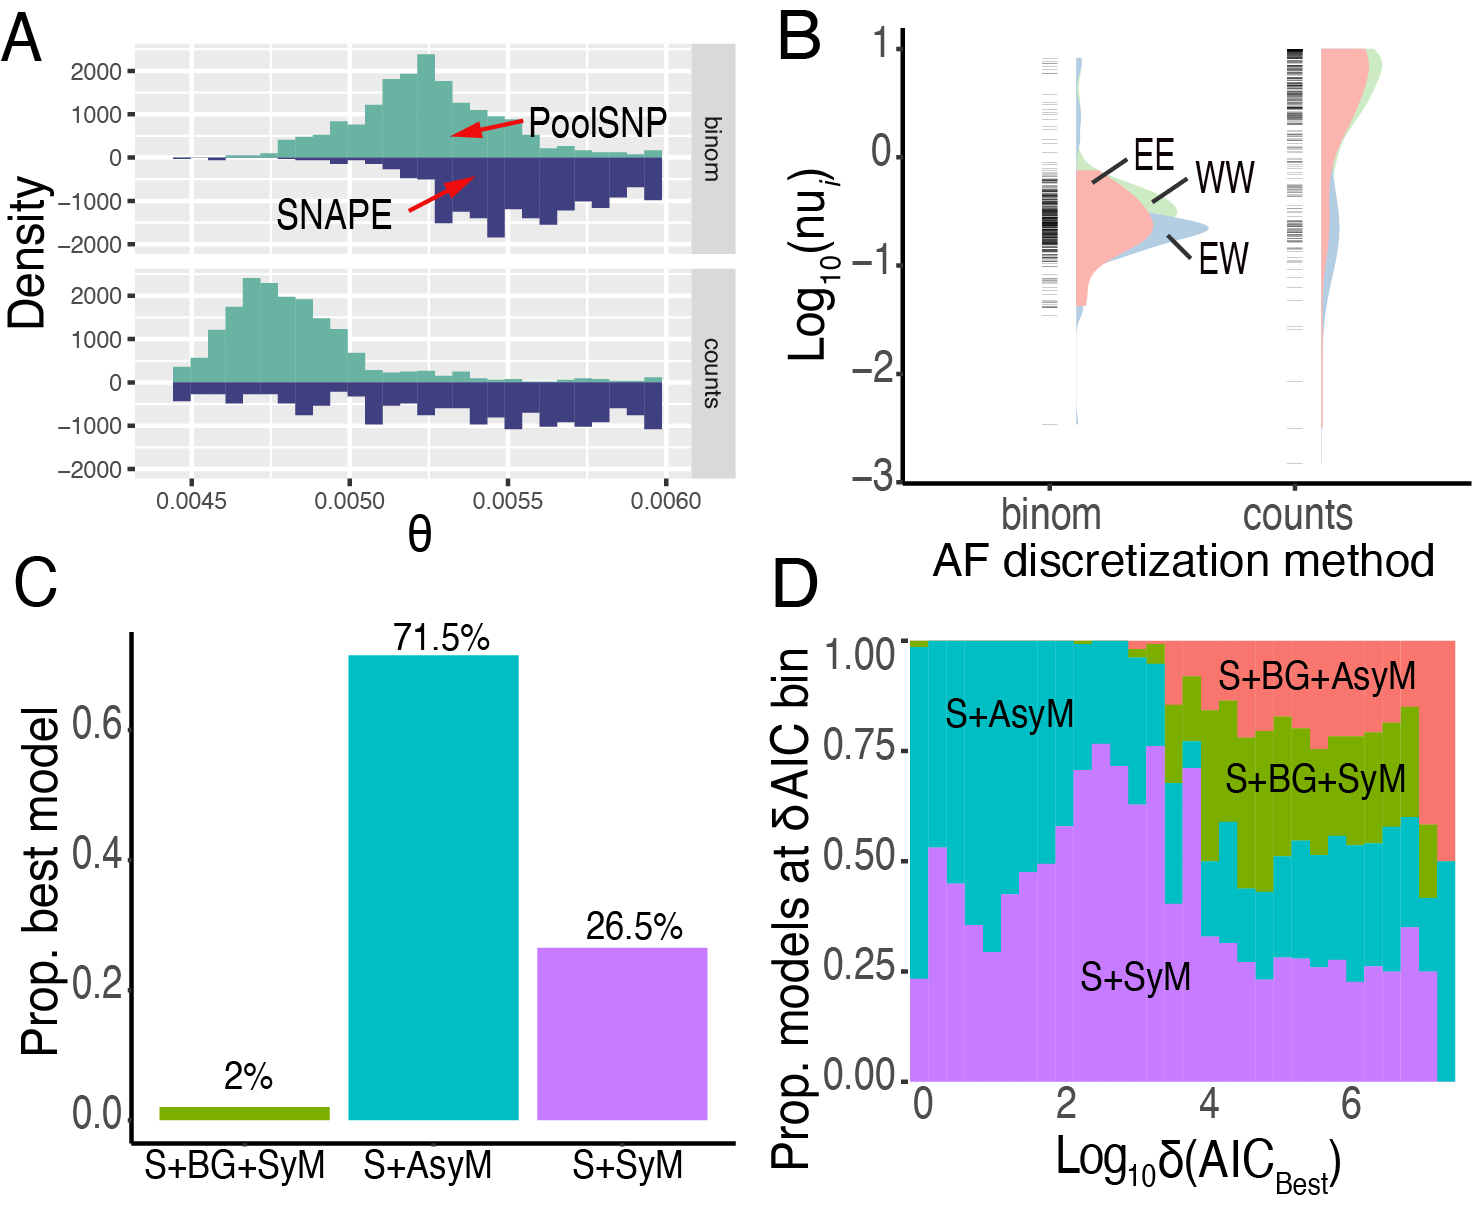 A
2000
1000
0
−1000
−2000
2000
1000
0
−1000
−2000
Density
PoolSNP
SNAPE
binom
counts
0.0045
0.0050
0.0055
0.0060
θ
B
1
0
−1
−2
−3
Log10(nui)
EE
WW
EW
binom
counts
AF discretization method
C
Prop. best model
0.6
0.4
0.2
0.0
2%
71.5%
26.5%
S+BG+SyM
S+AsyM
S+SyM
D
Prop. models at δAIC bin
1.00
0.75
0.50
0.25
0.00
S+AsyM
S+BG+AsyM
S+BG+SyM
S+SyM
0
2
4
6
Log10δ(AICBest)